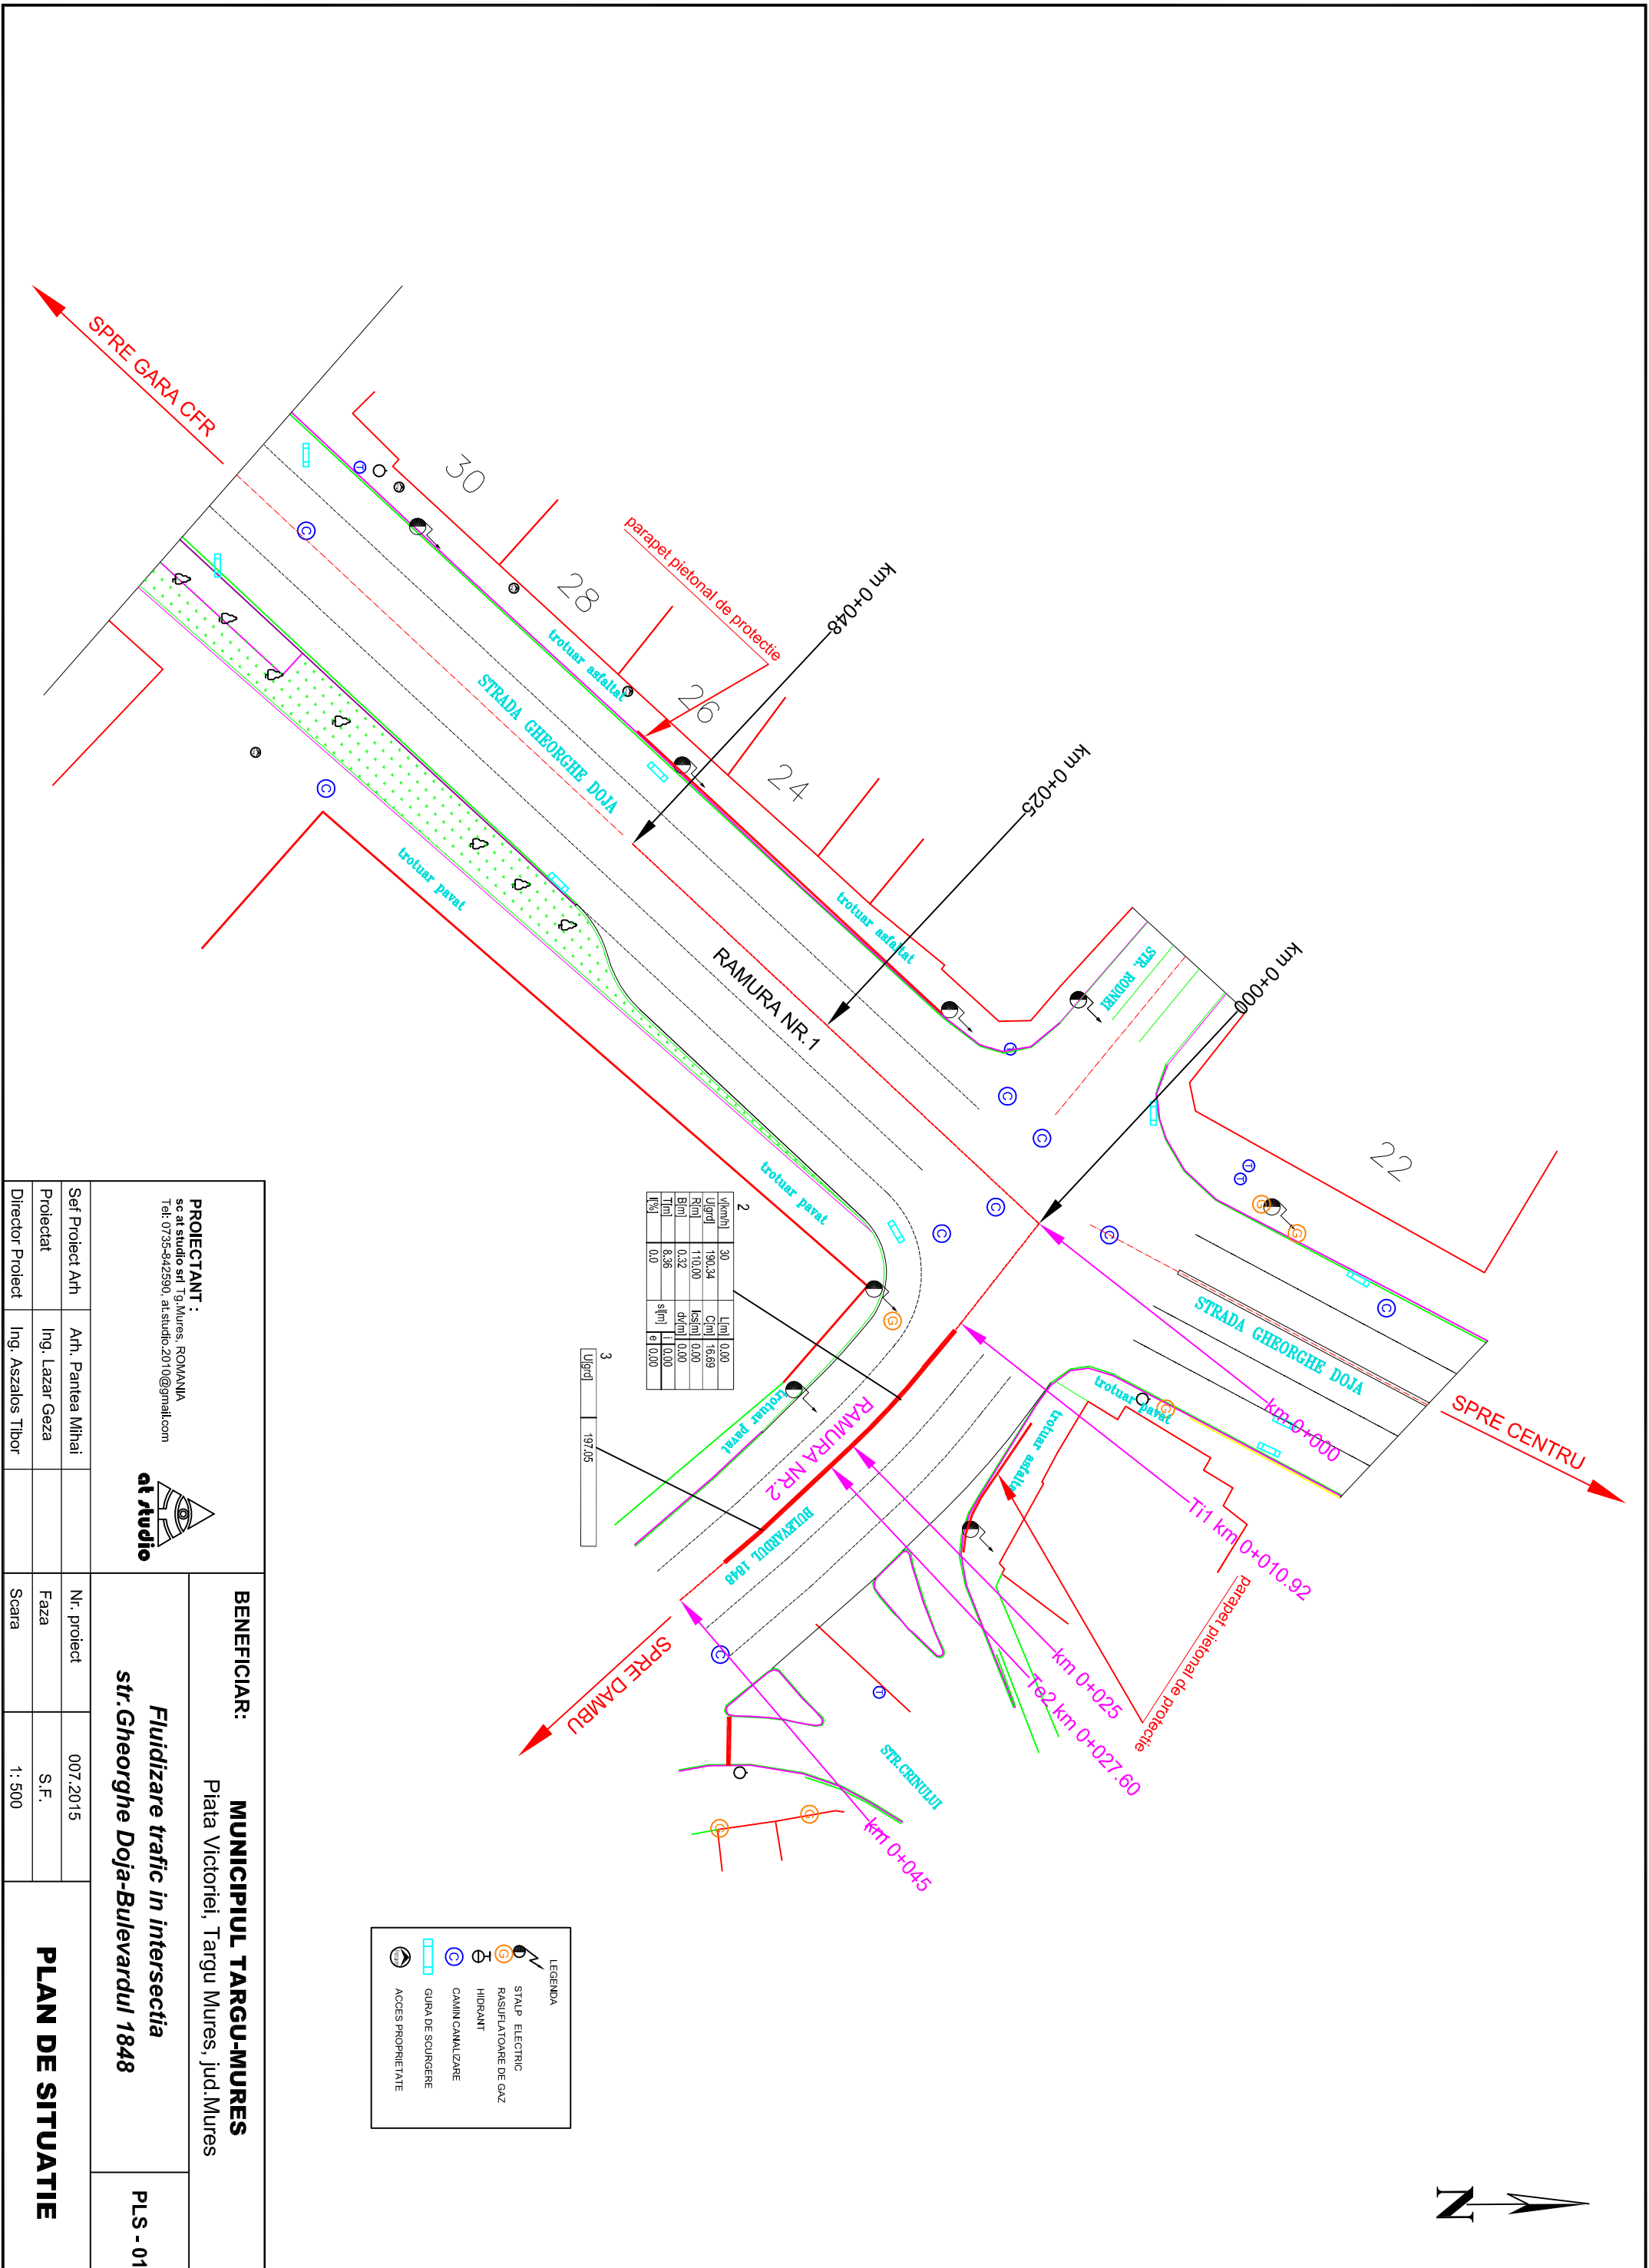 SPRE GARA CFR
30
28
26
24
22
parapet pietonal de protectie
km 0+048
km 0+025
km 0+000
trotuar asfaltat
STRADA GHEORGHE DOJA
trotuar pavat
trotuar asfaltat
RAMURA NR.1
STR. RODNEI
trotuar pavat
STRADA GHEORGHE DOJA
SPRE CENTRU
km 0+000
trotuar pavat
trotuar asfalta
Ti1 km 0+010.92
parapet pietonal de protectie
km 0+025
Te2 km 0+027.60
RAMURA NR.2
BULEVARDUL 1848
trotuar pavat
SPRE DAMBU
STR.CRINULUI
km 0+045
2
v[km/h] 30 L[m] 0.00
U[grd] 190.34 C[m] 16.69
R[m] 110.00 lcs[m] 0.00
B[m] 0.32 dv[m] 0.00
T[m] 8.36 s[m] i 0.00
i[%] 0.0 e 0.00
3
U[grd] 197.05
LEGENDA
STALP ELECTRIC
RASUFLATOARE DE GAZ
HIDRANT
CAMIN CANALIZARE
GURA DE SCURGERE
ACCES PROPRIETATE
N
PROIECTANT :
sc at studio srl Tg.Mures, ROMANIA
Tel: 0735-842590, at.studio.2010@gmail.com
at studio
BENEFICIAR: MUNICIPIUL TARGU-MURES
Piata Victoriei, Targu Mures, jud.Mures
Fluidizare trafic in intersectia
str.Gheorghe Doja-Bulevardul 1848
PLS - 01
Sef Proiect Arh Arh. Pantea Mihai Nr. proiect 007.2015
Proiectat Ing. Lazar Geza Faza S.F.
Director Proiect Ing. Aszalos Tibor Scara 1: 500
PLAN DE SITUATIE